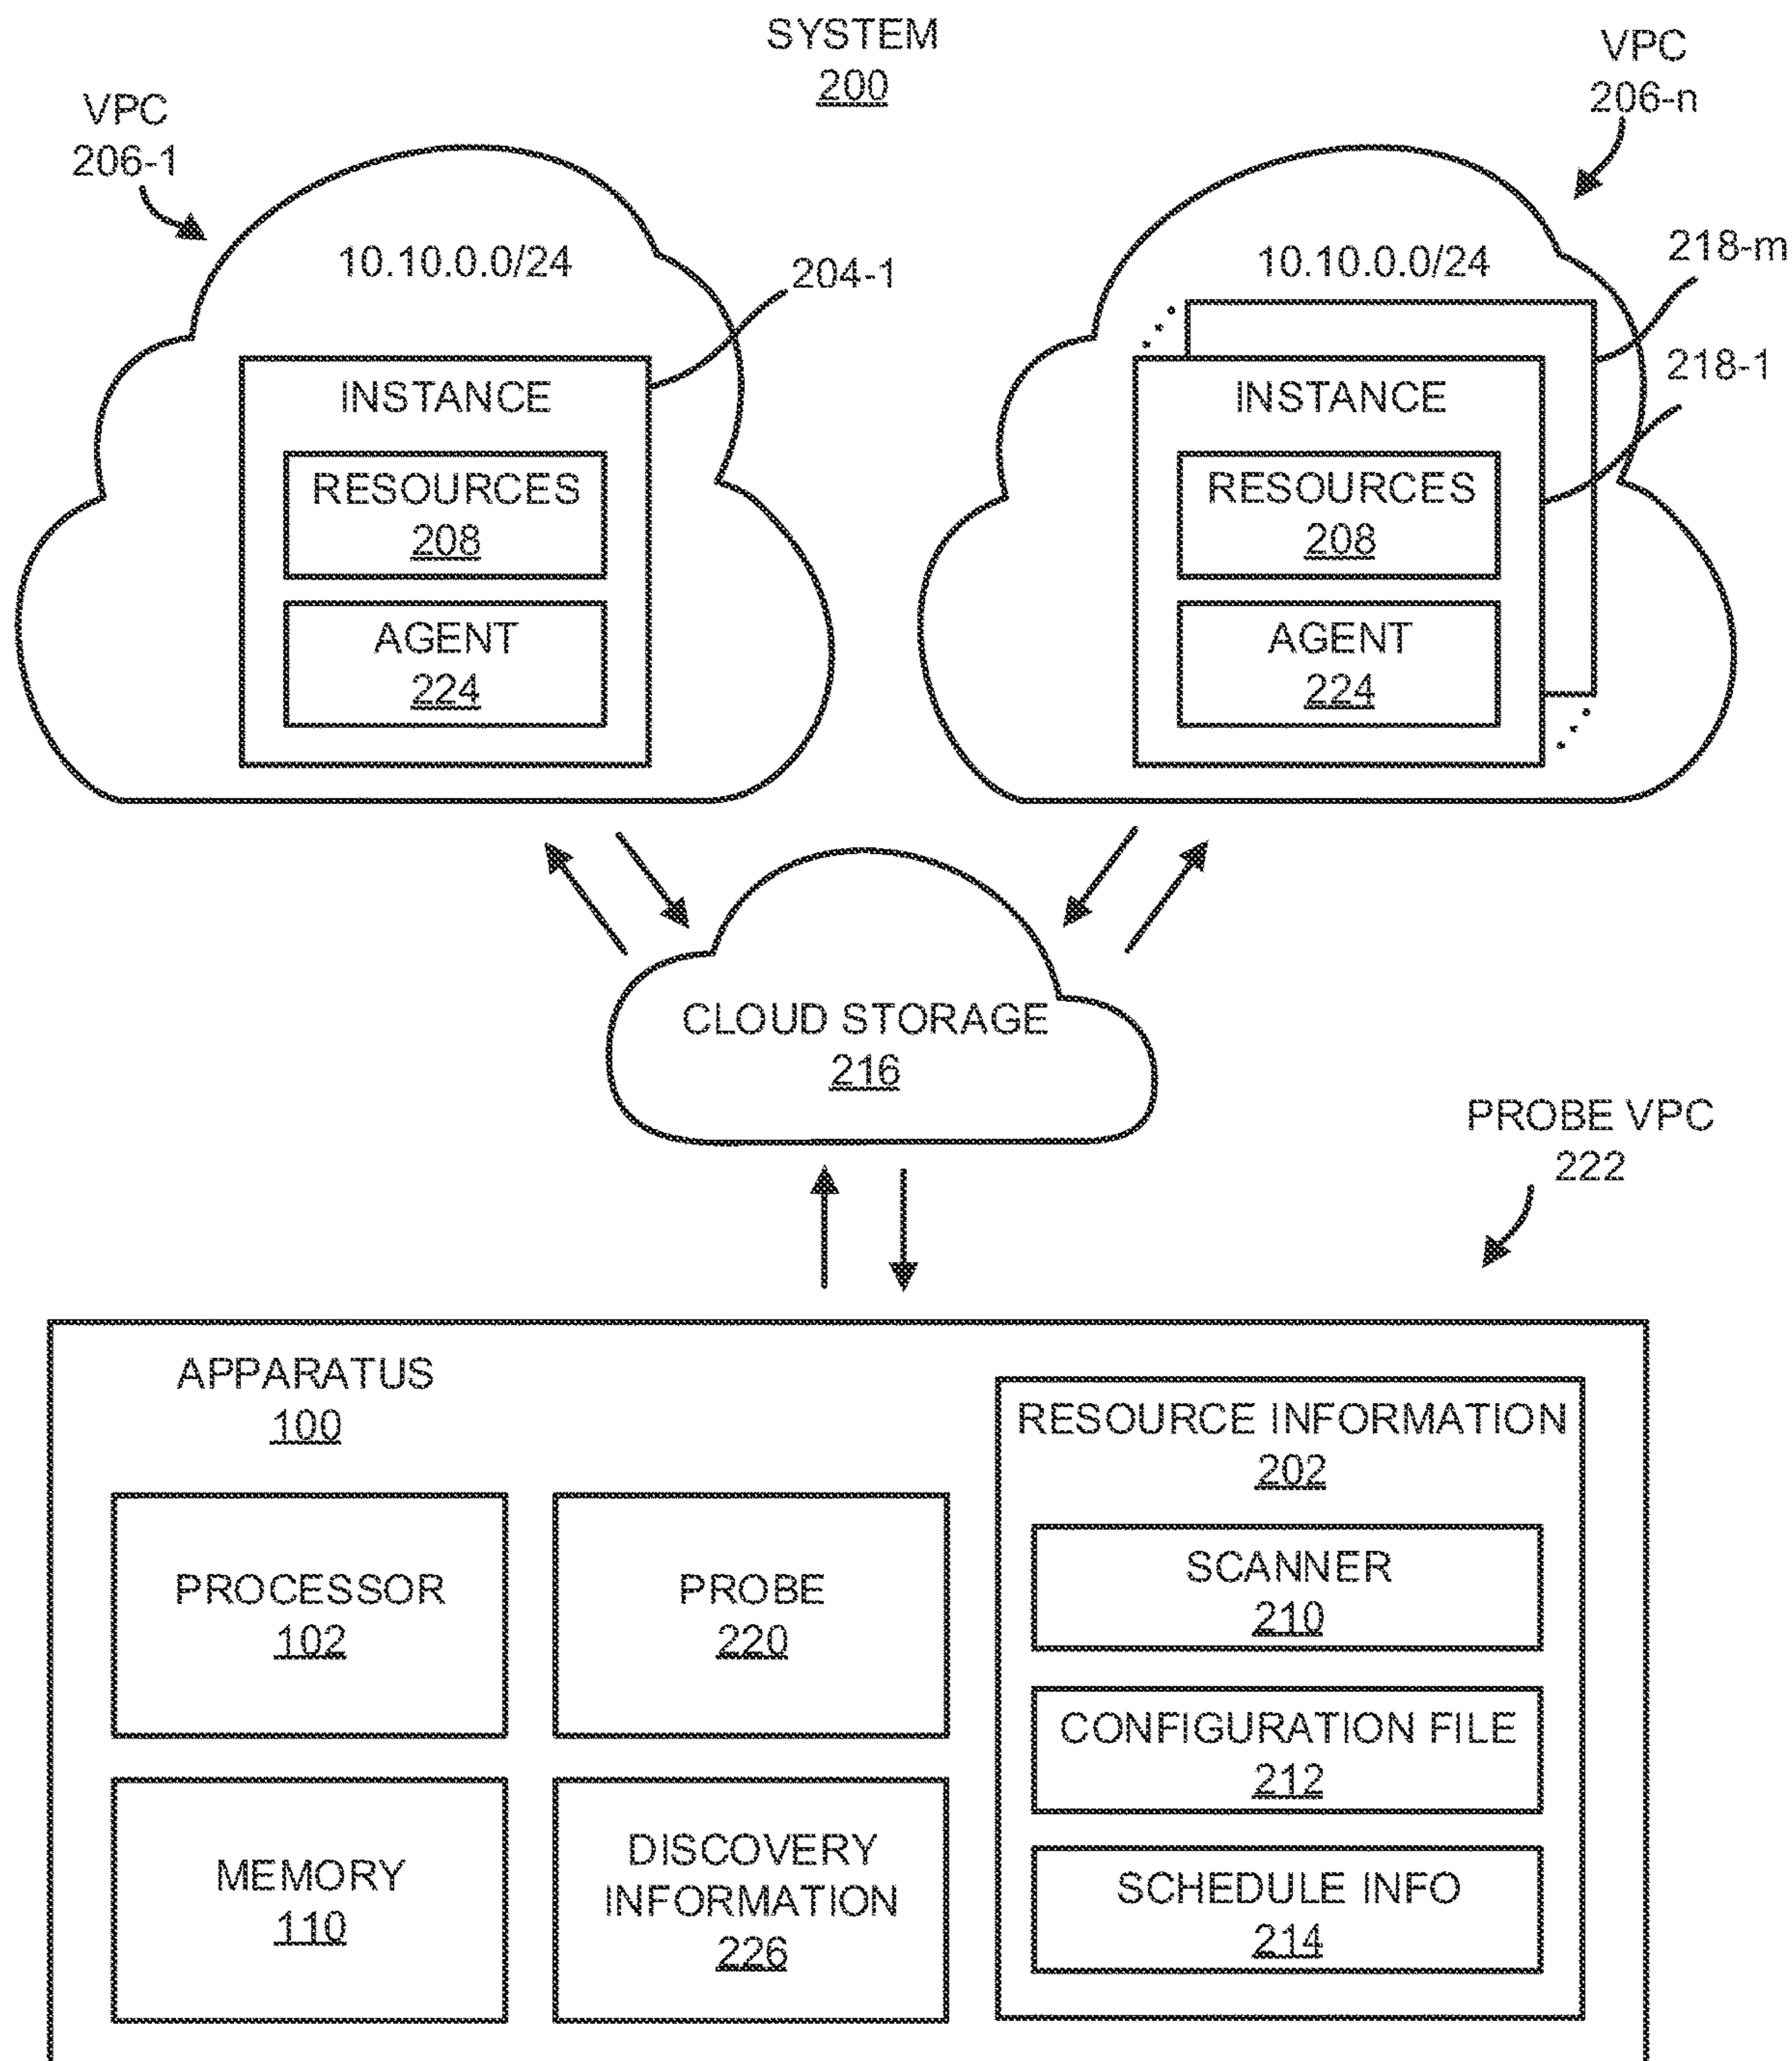 SYSTEM
200
VPC
206-1
VPC
206-n
10.10.0.0/24
204-1
INSTANCE
RESOURCES
208
AGENT
224
10.10.0.0/24
218-m
218-1
INSTANCE
RESOURCES
208
AGENT
224
CLOUD STORAGE
216
PROBE VPC
222
APPARATUS
100
PROCESSOR
102
PROBE
220
MEMORY
110
DISCOVERY
INFORMATION
226
RESOURCE INFORMATION
202
SCANNER
210
CONFIGURATION FILE
212
SCHEDULE INFO
214